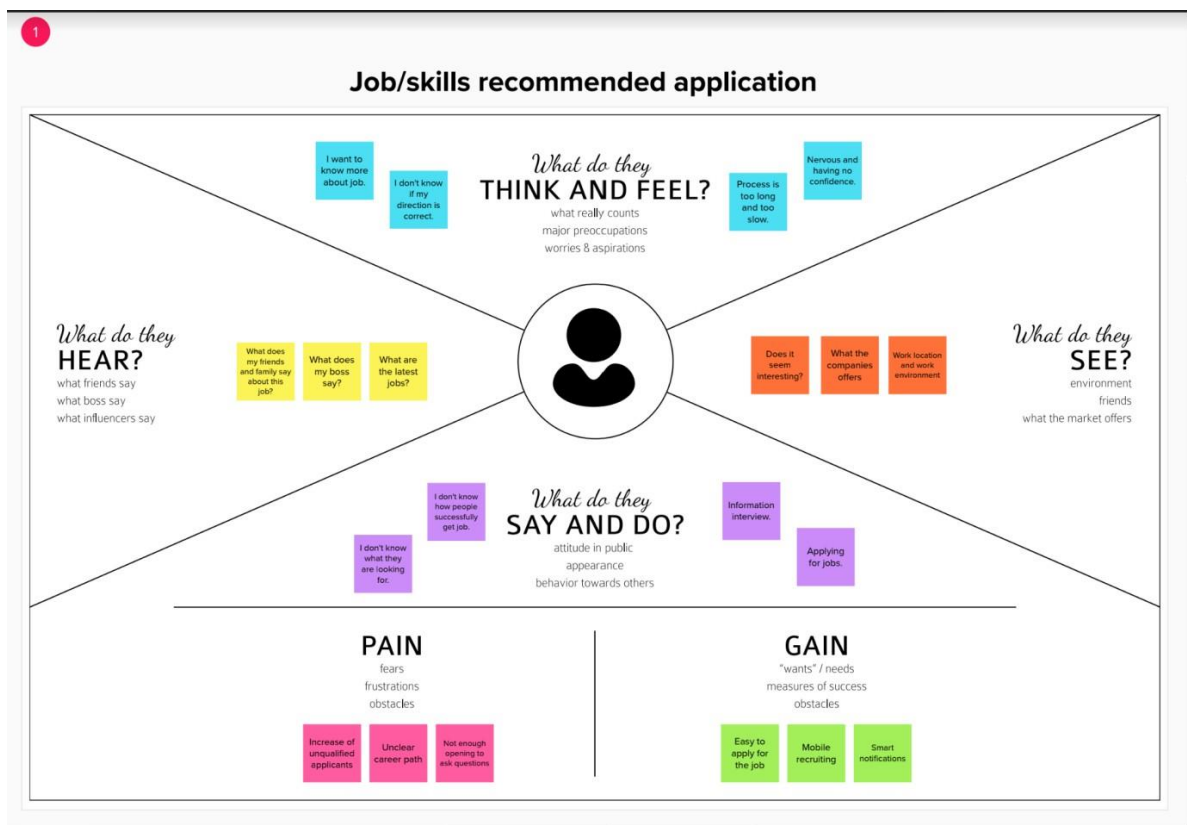 1
Job/skills recommended application
I want to
know more
about job.
I don't know
if my
direction is
correct.
What do they
THINK AND FEEL?
what really counts
major preoccupations
worries & aspirations
Process is
too long
and too
slow.
Nervous and
having no
confidence.
What do they
HEAR?
what friends say
what boss say
what influencers say
What does
my friends
and family say
about this
job?
What does
my boss
say?
What are
the latest
jobs?
Does it
seem
interesting?
What the
companies
offers
Work location
and work
environment
What do they
SEE?
environment
friends
what the market offers
I don't know
how people
successfully
get job.
I don't know
what they
are looking
for.
What do they
SAY AND DO?
attitude in public
appearance
behavior towards others
Information
interview.
Applying
for jobs.
PAIN
fears
frustrations
obstacles
Increase of
unqualified
applicants
Unclear
career path
Not enough
opening to
ask questions
GAIN
"wants" / needs
measures of success
obstacles
Easy to
apply for
the job
Mobile
recruiting
Smart
notifications